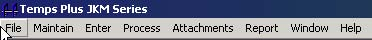 Temps Plus JKM Series
File Maintain Enter Process Attachments Report Window Help